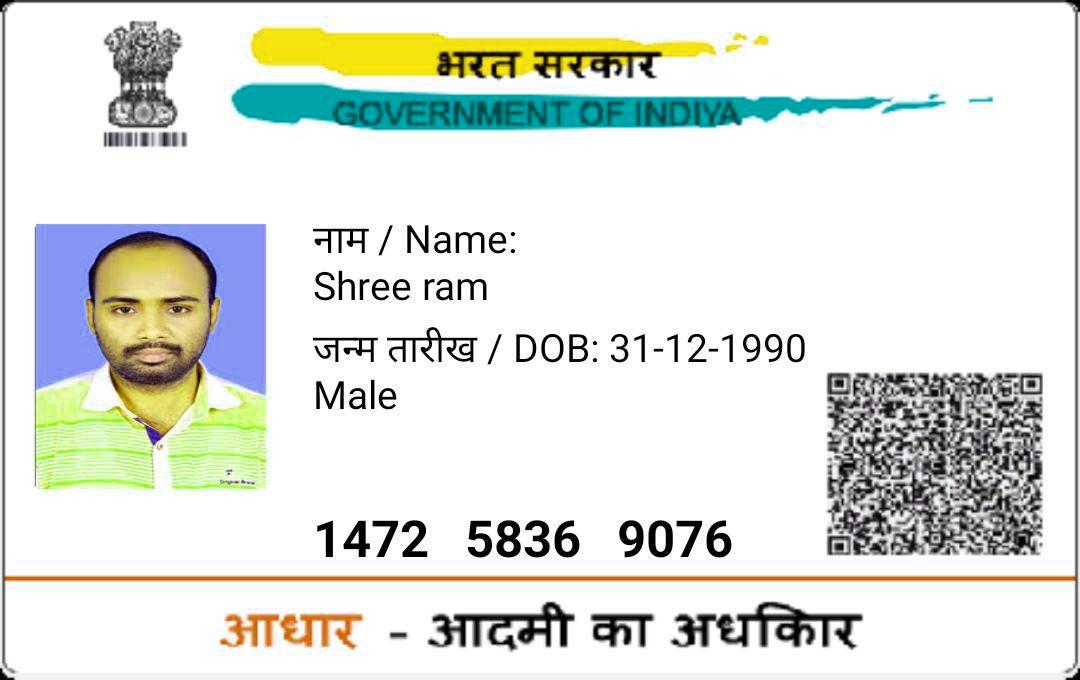 भरत सरकार
GOVERNMENT OF INDIYA
नाम / Name:
Shree ram
जन्म तारीख / DOB: 31-12-1990
Male
1472 5836 9076
आधार - आदमी का अधकिार